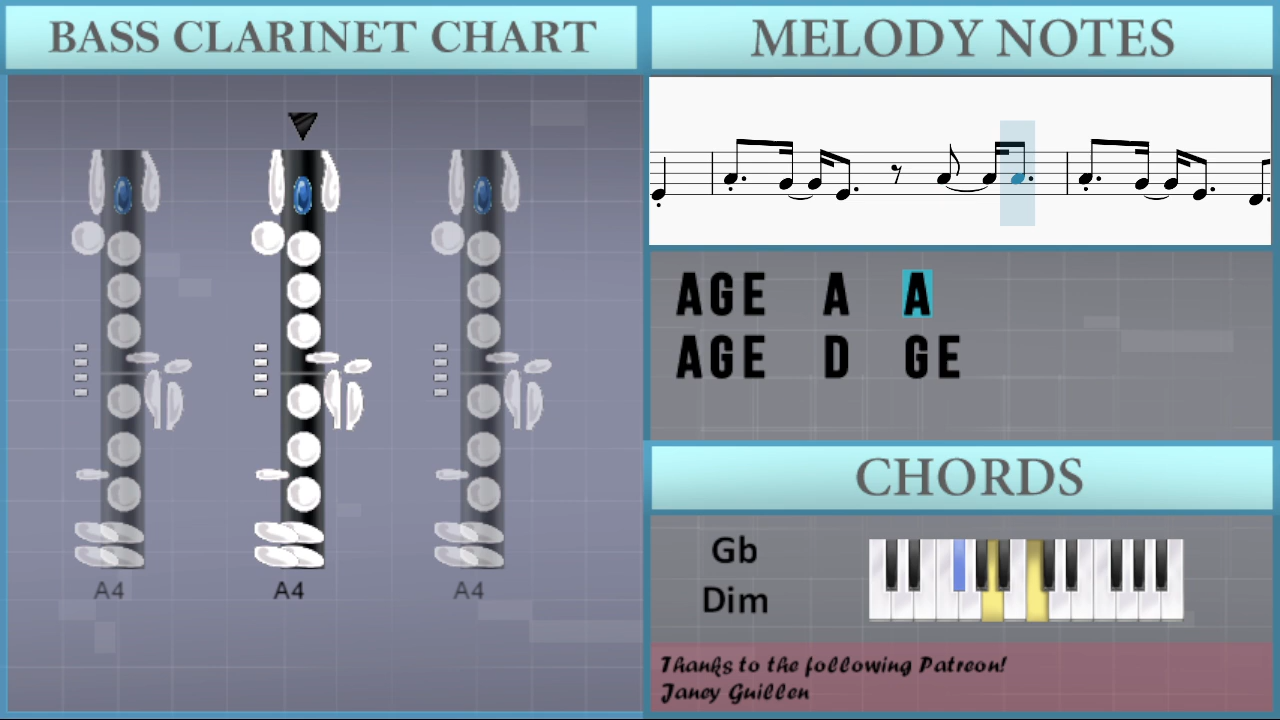 BASS CLARINET CHART
A4
A4
A4
MELODY NOTES
AGE A A
AGE D GE
CHORDS
Gb
Dim
Thanks to the following Patreon!
Janey Guillen